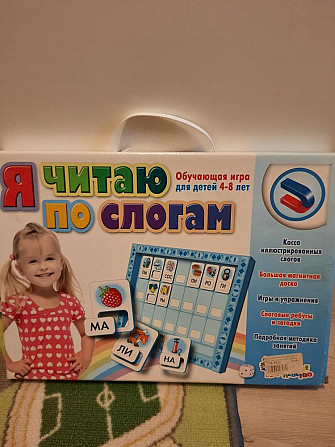 Я ЧИТАЮ
ПО СЛОГАМ
Обучающая игра
для детей 4-8 лет
Касса
иллюстрированных
слогов
Большая магнитная
доска
Игры и упражнения
Слоговые ребусы
и загадки
Подробная методика
занятий
МА
ЛИ
НА